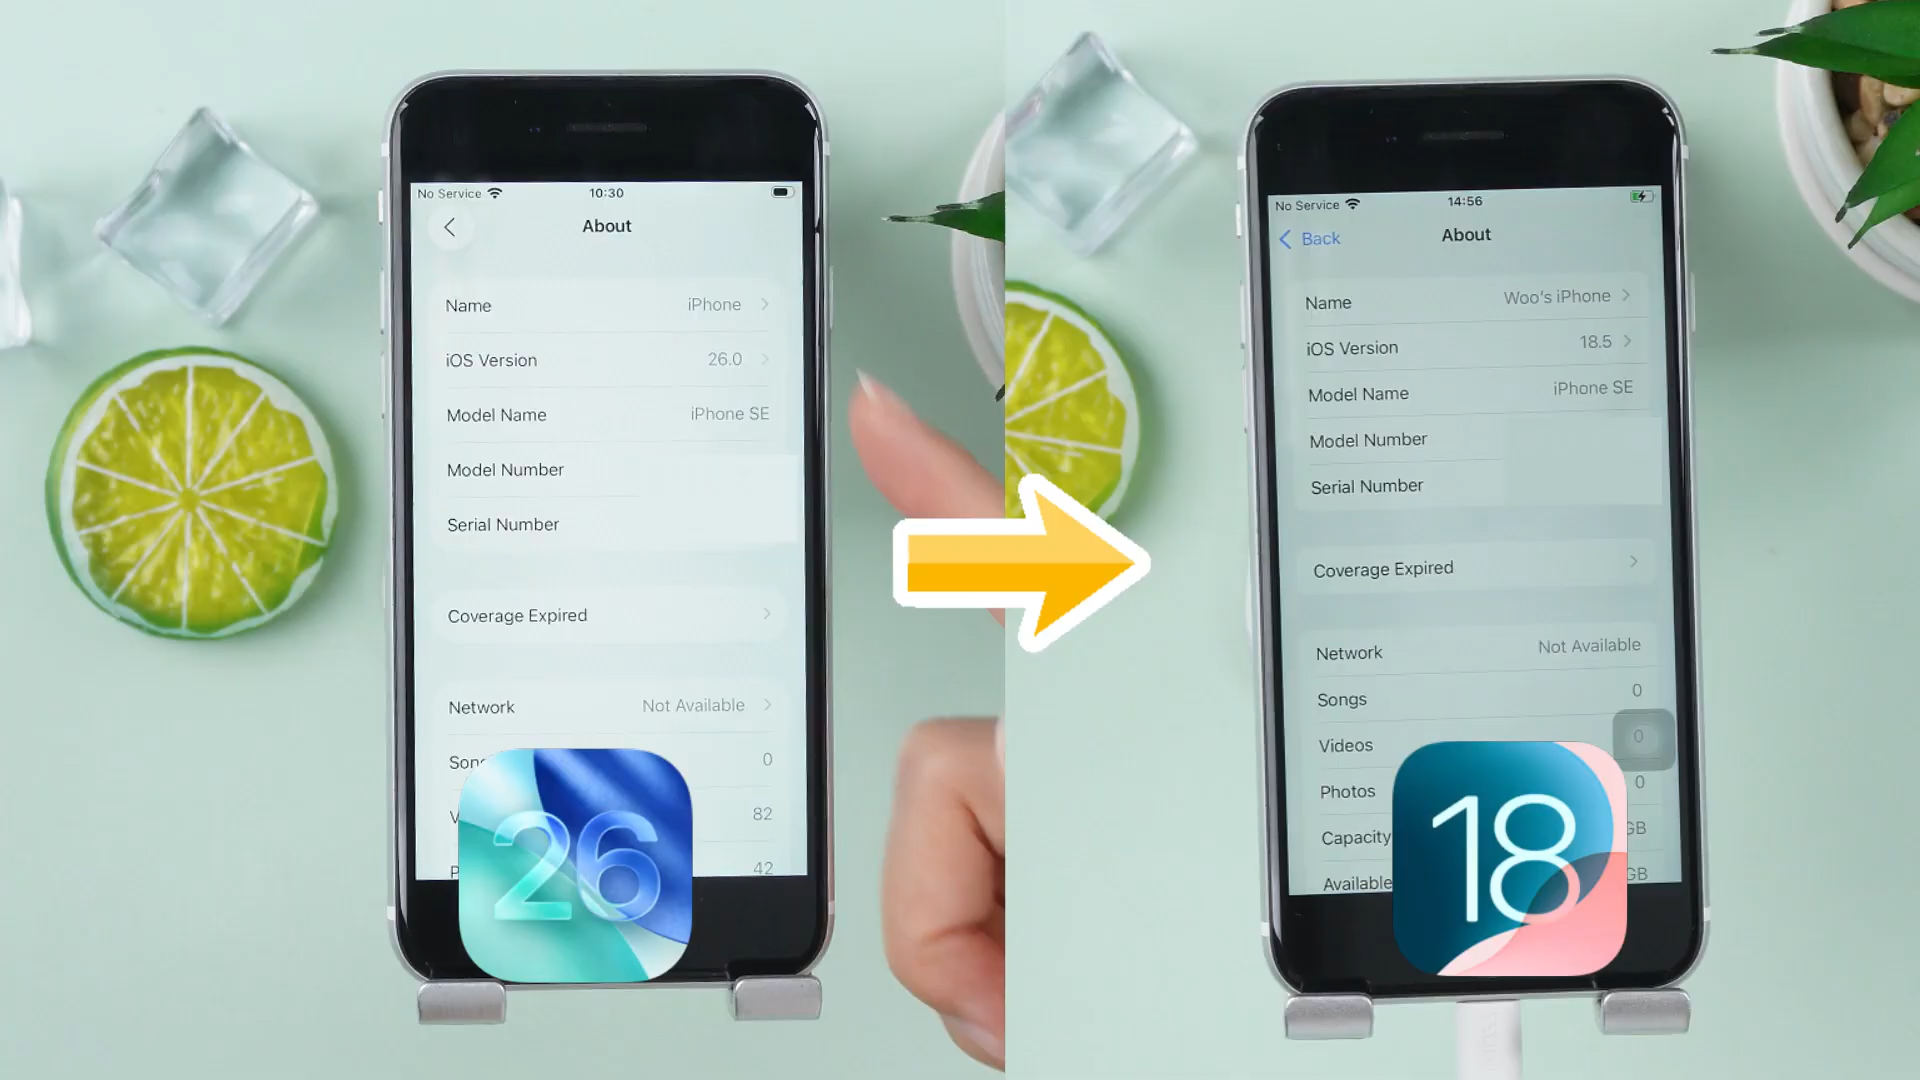 No Service 10:30
About
Name iPhone
iOS Version 26.0
Model Name iPhone SE
Model Number
Serial Number
Coverage Expired
Network Not Available
Son 0
82
42
26
No Service 14:56
Back About
Name Woo's iPhone
iOS Version 18.5
Model Name iPhone SE
Model Number
Serial Number
Coverage Expired
Network Not Available
Songs 0
Videos 0
Photos 0
Capacity GB
Available GB
18